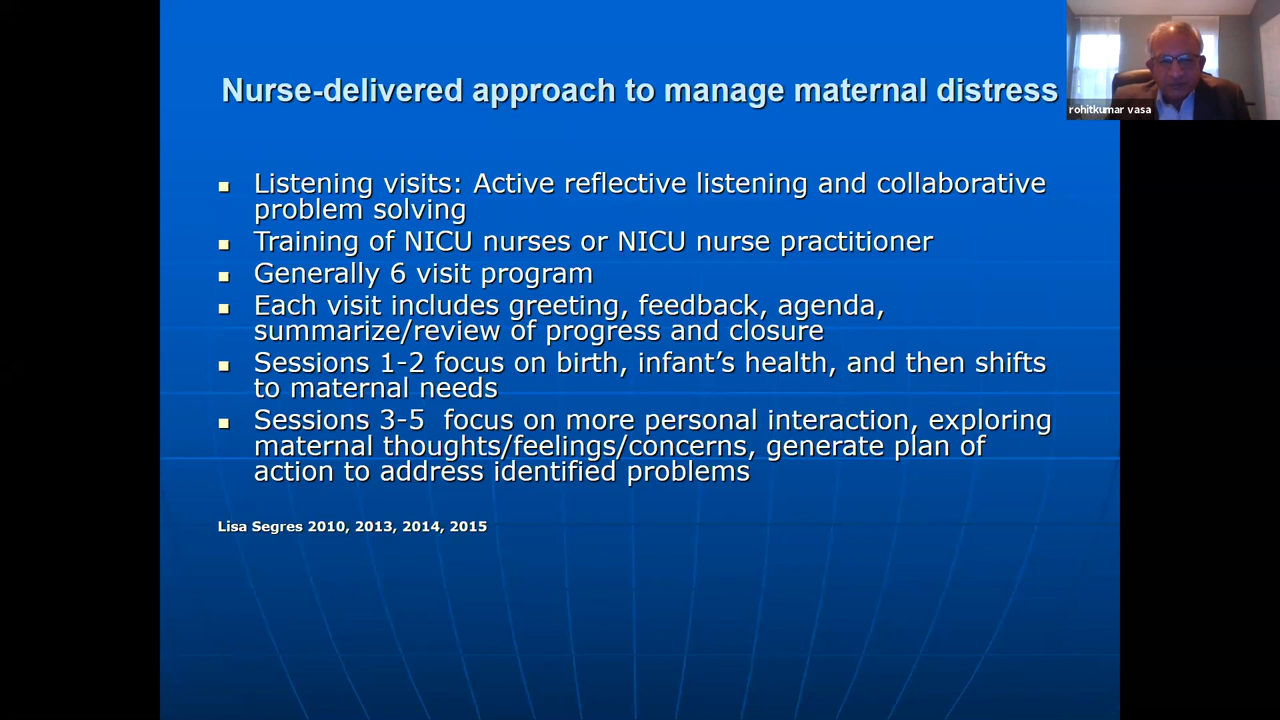 Nurse-delivered approach to manage maternal distress
rohitkumar vasa
Listening visits: Active reflective listening and collaborative
problem solving
Training of NICU nurses or NICU nurse practitioner
Generally 6 visit program
Each visit includes greeting, feedback, agenda,
summarize/review of progress and closure
Sessions 1-2 focus on birth, infant’s health, and then shifts
to maternal needs
Sessions 3-5 focus on more personal interaction, exploring
maternal thoughts/feelings/concerns, generate plan of
action to address identified problems
Lisa Segres 2010, 2013, 2014, 2015